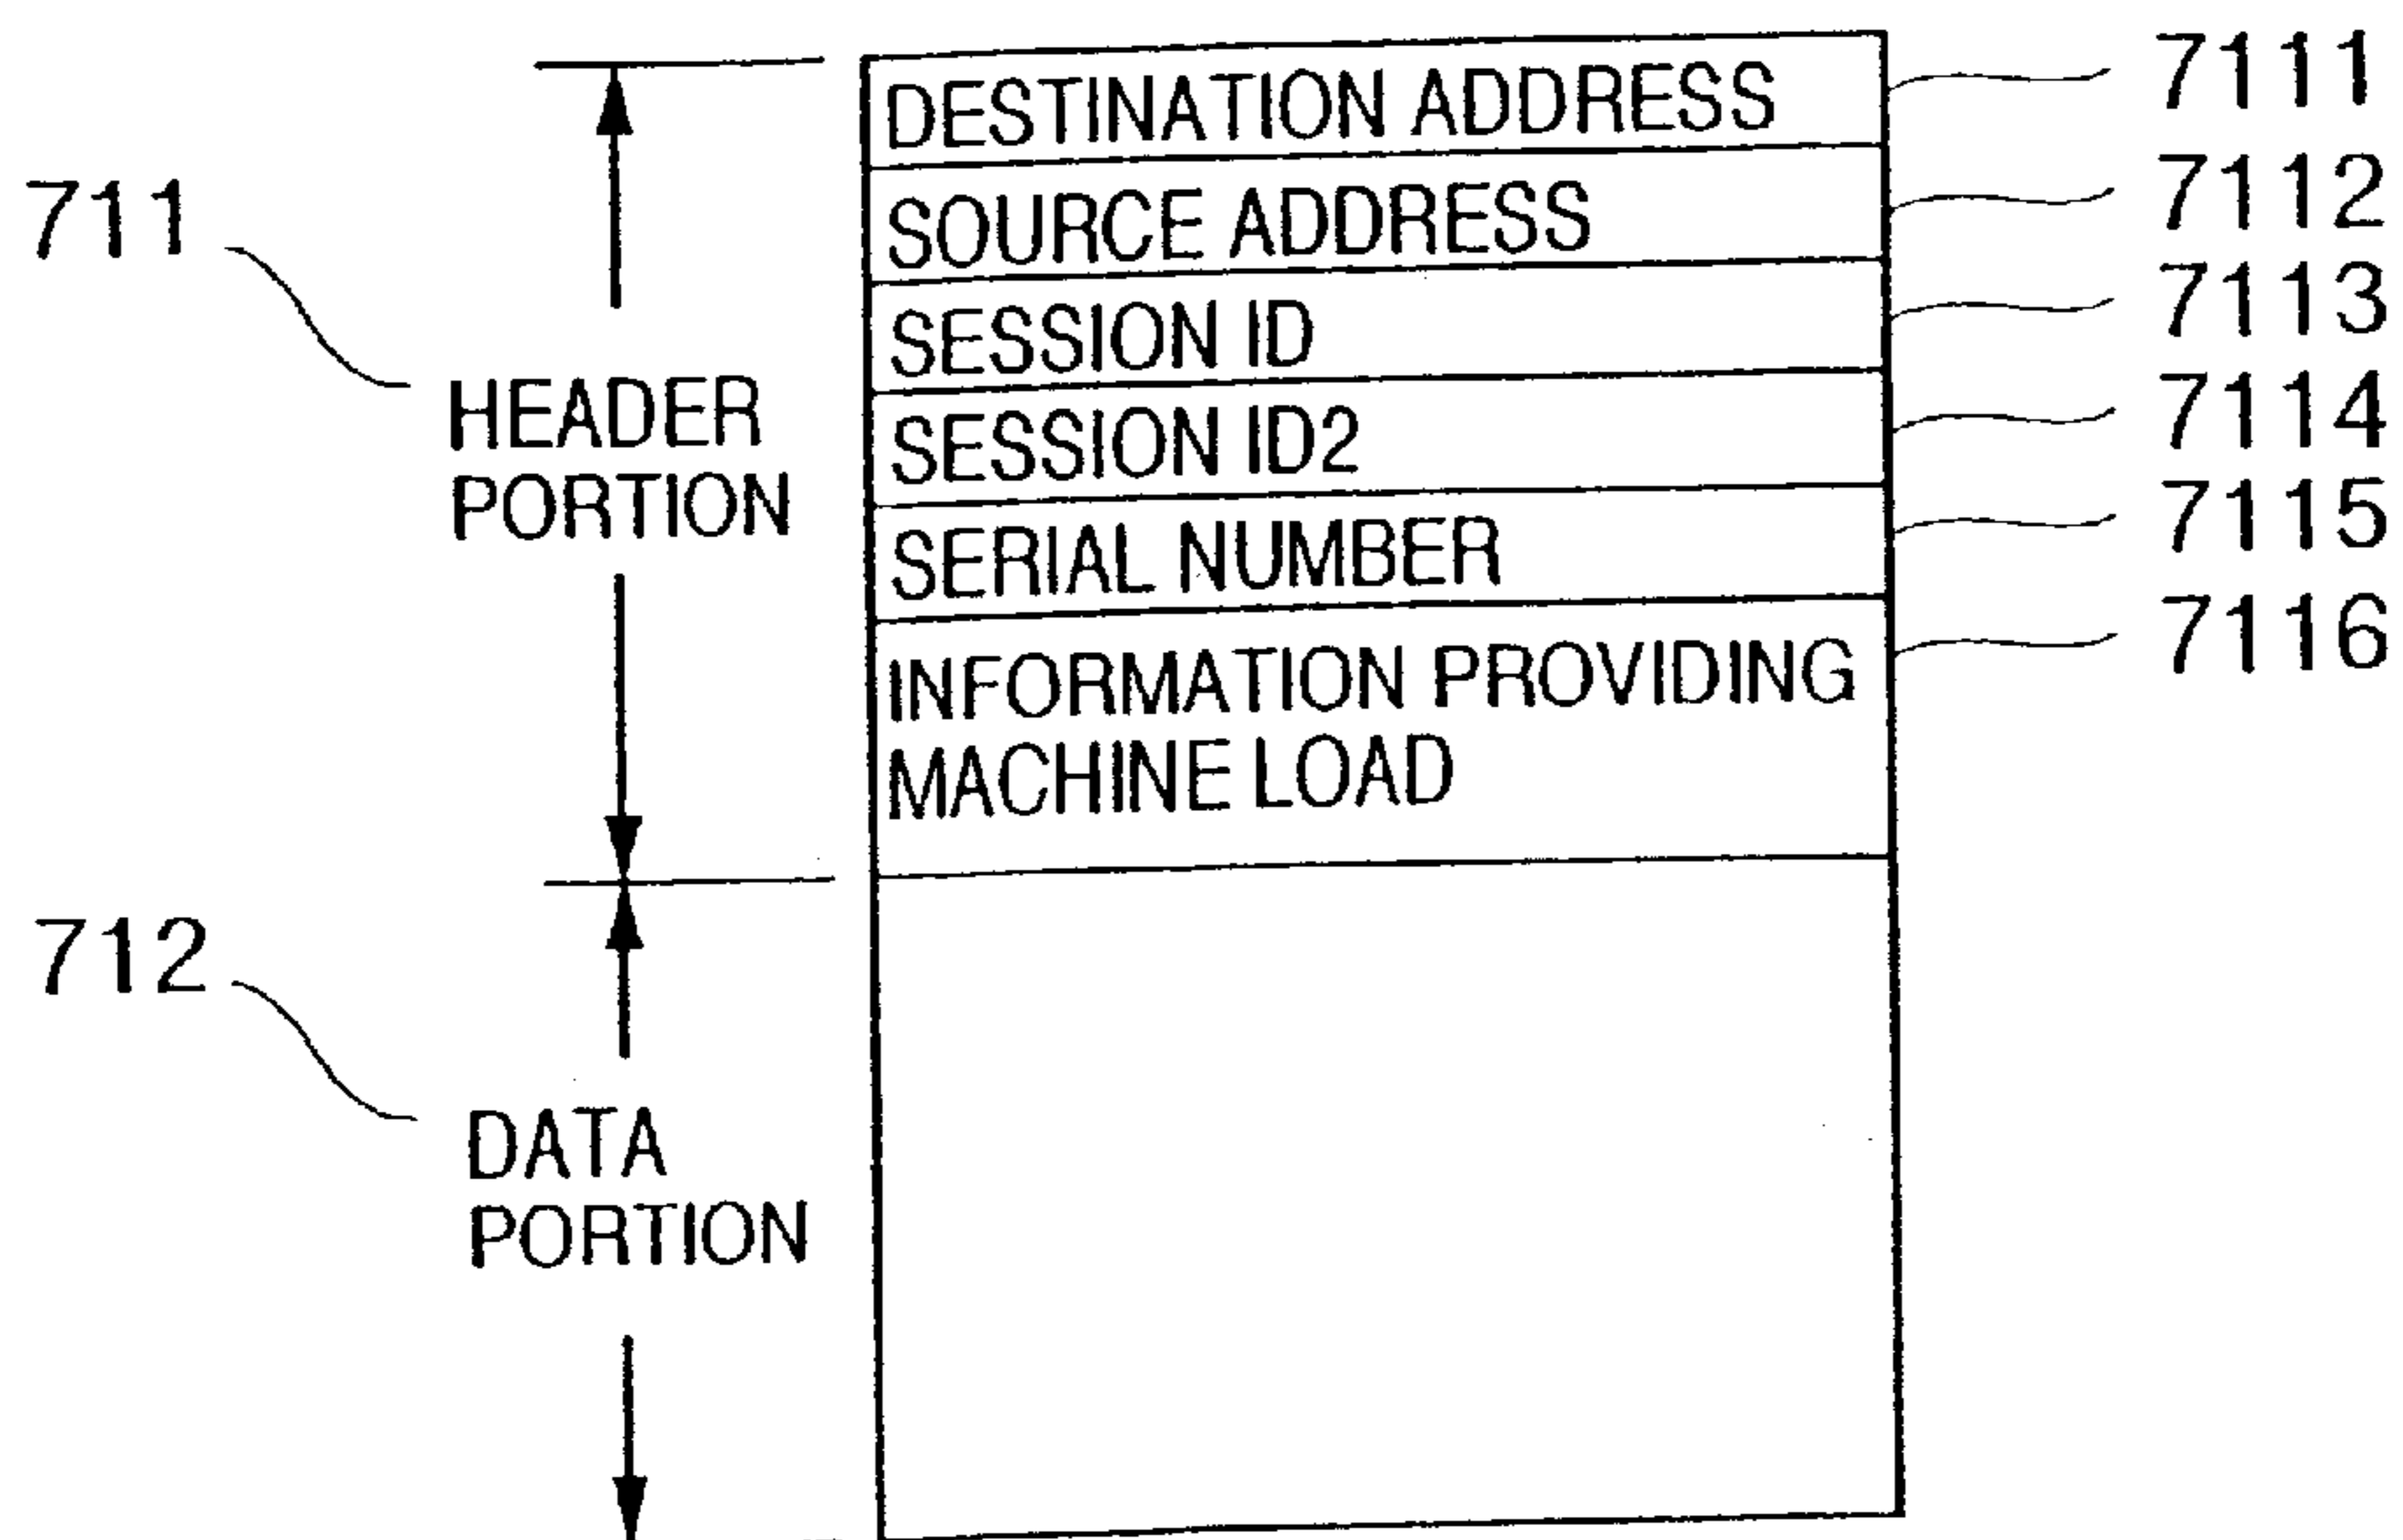 DESTINATION ADDRESS
7111
SOURCE ADDRESS
7112
711
SESSION ID
7113
HEADER
PORTION
SESSION ID2
7114
SERIAL NUMBER
7115
INFORMATION PROVIDING
MACHINE LOAD
7116
712
DATA
PORTION